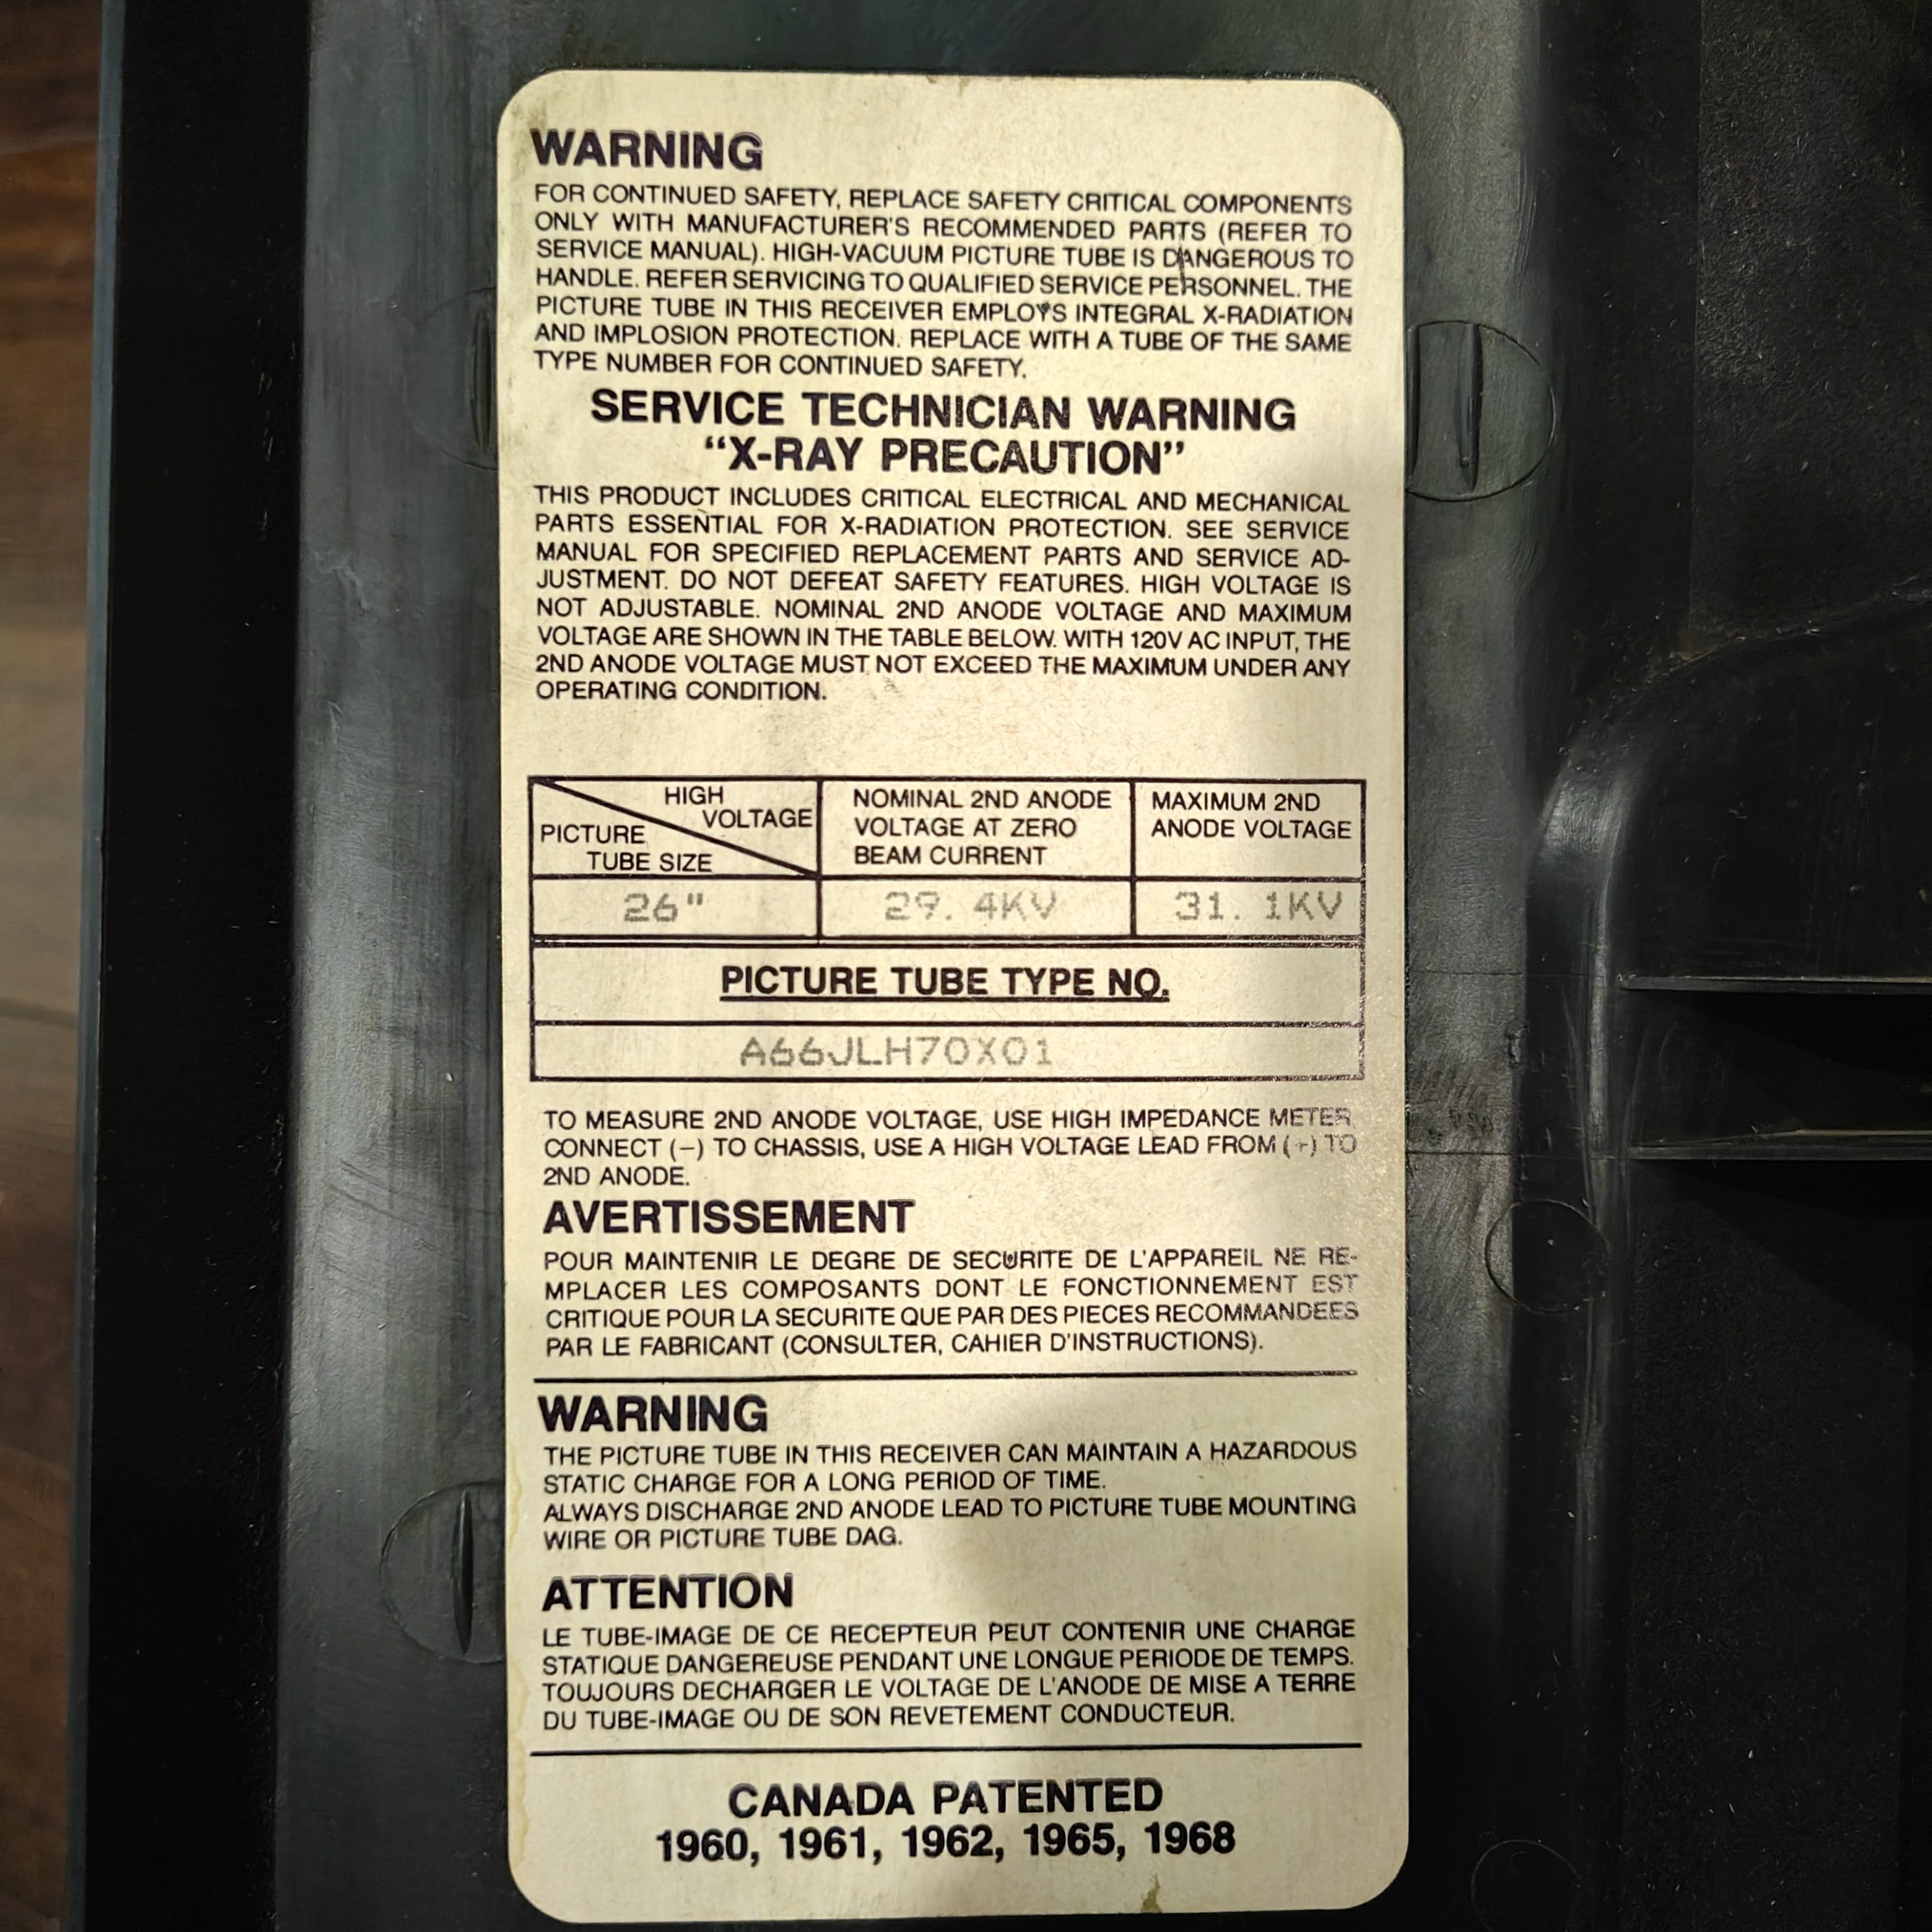 WARNING
FOR CONTINUED SAFETY, REPLACE SAFETY CRITICAL COMPONENTS
ONLY WITH MANUFACTURER'S RECOMMENDED PARTS (REFER TO
SERVICE MANUAL). HIGH-VACUUM PICTURE TUBE IS DANGEROUS TO
HANDLE. REFER SERVICING TO QUALIFIED SERVICE PERSONNEL. THE
PICTURE TUBE IN THIS RECEIVER EMPLOYS INTEGRAL X-RADIATION
AND IMPLOSION PROTECTION. REPLACE WITH A TUBE OF THE SAME
TYPE NUMBER FOR CONTINUED SAFETY.
SERVICE TECHNICIAN WARNING
“X-RAY PRECAUTION”
THIS PRODUCT INCLUDES CRITICAL ELECTRICAL AND MECHANICAL
PARTS ESSENTIAL FOR X-RADIATION PROTECTION. SEE SERVICE
MANUAL FOR SPECIFIED REPLACEMENT PARTS AND SERVICE AD-
JUSTMENT. DO NOT DEFEAT SAFETY FEATURES. HIGH VOLTAGE IS
NOT ADJUSTABLE. NOMINAL 2ND ANODE VOLTAGE AND MAXIMUM
VOLTAGE ARE SHOWN IN THE TABLE BELOW. WITH 120V AC INPUT, THE
2ND ANODE VOLTAGE MUST NOT EXCEED THE MAXIMUM UNDER ANY
OPERATING CONDITION.
HIGH
VOLTAGE
PICTURE
TUBE SIZE
NOMINAL 2ND ANODE
VOLTAGE AT ZERO
BEAM CURRENT
MAXIMUM 2ND
ANODE VOLTAGE
26" 29. 4KV 31. 1KV
PICTURE TUBE TYPE NO.
A66JLH70X01
TO MEASURE 2ND ANODE VOLTAGE, USE HIGH IMPEDANCE METER,
CONNECT (–) TO CHASSIS, USE A HIGH VOLTAGE LEAD FROM (+) TO
2ND ANODE.
AVERTISSEMENT
POUR MAINTENIR LE DEGRE DE SECURITE DE L'APPAREIL NE RE-
MPLACER LES COMPOSANTS DONT LE FONCTIONNEMENT EST
CRITIQUE POUR LA SECURITE QUE PAR DES PIECES RECOMMANDEES
PAR LE FABRICANT (CONSULTER, CAHIER D'INSTRUCTIONS).
WARNING
THE PICTURE TUBE IN THIS RECEIVER CAN MAINTAIN A HAZARDOUS
STATIC CHARGE FOR A LONG PERIOD OF TIME.
ALWAYS DISCHARGE 2ND ANODE LEAD TO PICTURE TUBE MOUNTING
WIRE OR PICTURE TUBE DAG.
ATTENTION
LE TUBE-IMAGE DE CE RECEPTEUR PEUT CONTENIR UNE CHARGE
STATIQUE DANGEREUSE PENDANT UNE LONGUE PERIODE DE TEMPS.
TOUJOURS DECHARGER LE VOLTAGE DE L'ANODE DE MISE A TERRE
DU TUBE-IMAGE OU DE SON REVETEMENT CONDUCTEUR.
CANADA PATENTED
1960, 1961, 1962, 1965, 1968